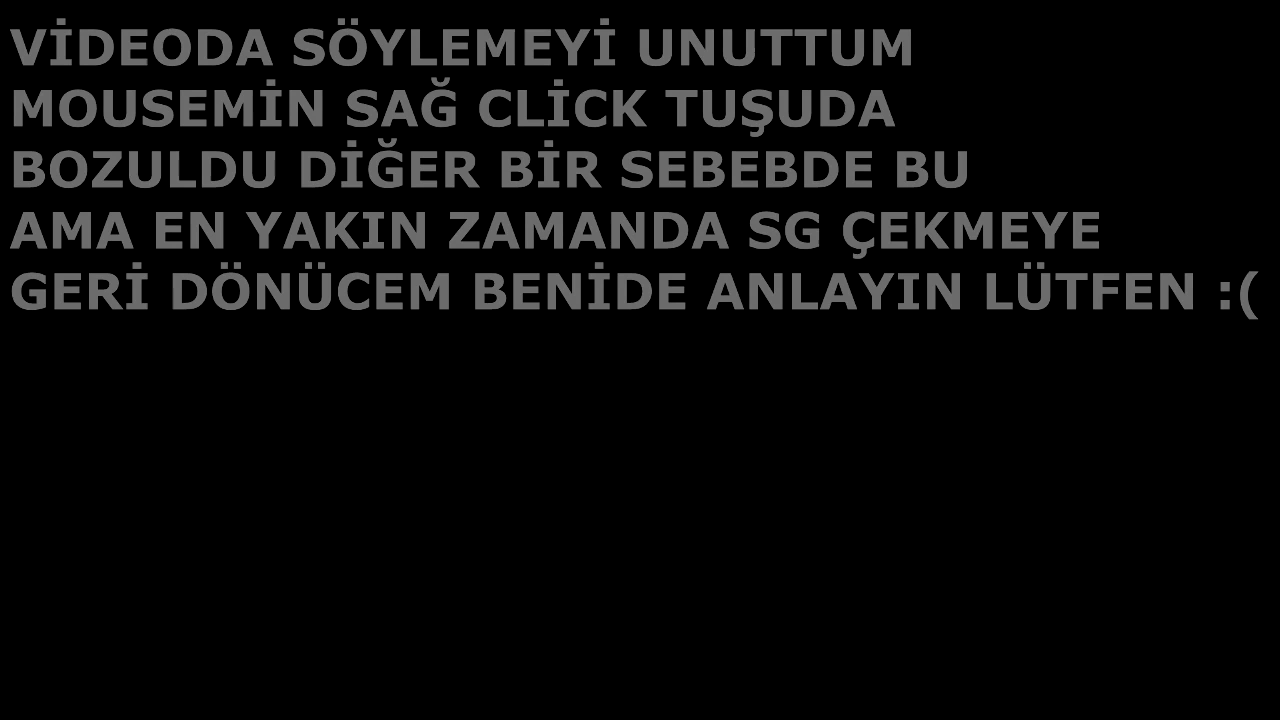 VİDEODA SÖYLEMEYİ UNUTTUM
MOUSEMİN SAĞ CLİCK TUŞUDA
BOZULDU DİĞER BİR SEBEBDE BU
AMA EN YAKIN ZAMANDA SG ÇEKMEYE
GERİ DÖNÜCEM BENİDE ANLAYIN LÜTFEN :(